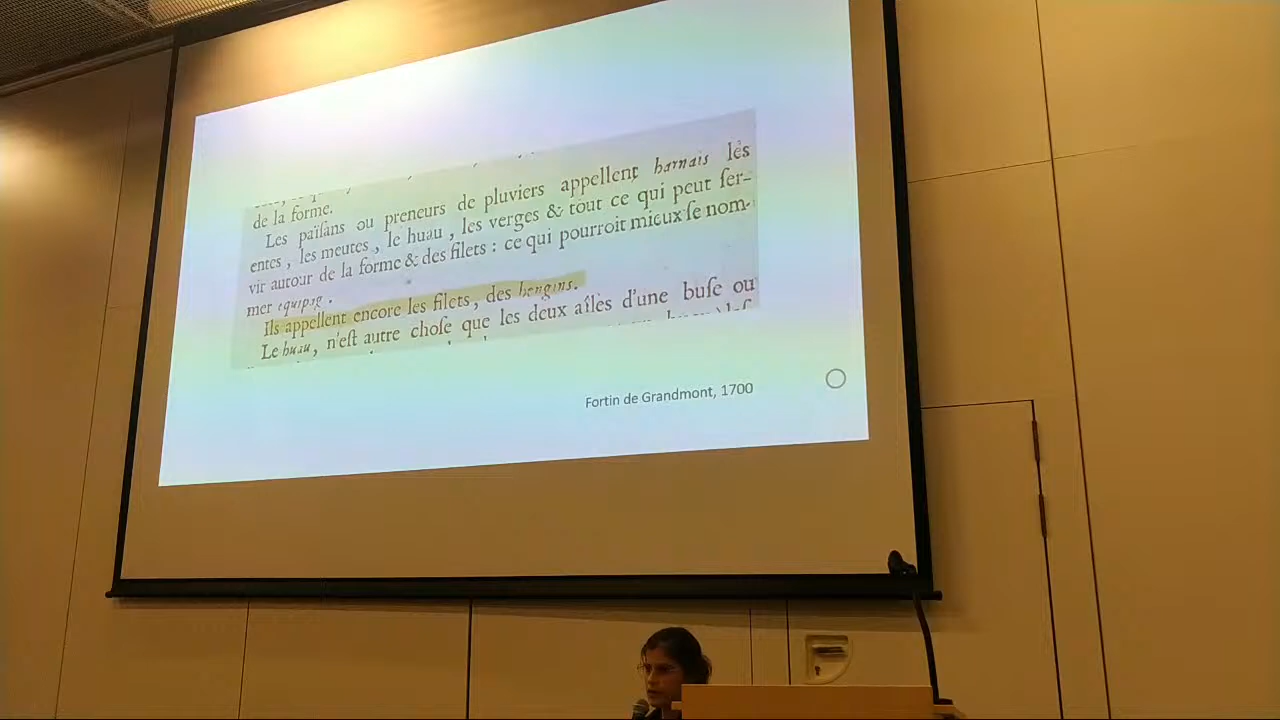 de la forme.
Les païſans ou preneurs de pluviers appellent harnais les
entes, les meutes, le huau, les verges & tout ce qui peut ſer-
vir autour de la forme & des filets : ce qui pourroit mieux ſe nom-
mer equipag.
Ils appellent encore les filets, des hengins.
Le huau, n'eſt autre choſe que les deux aîles d'une buſe ou
Fortin de Grandmont, 1700